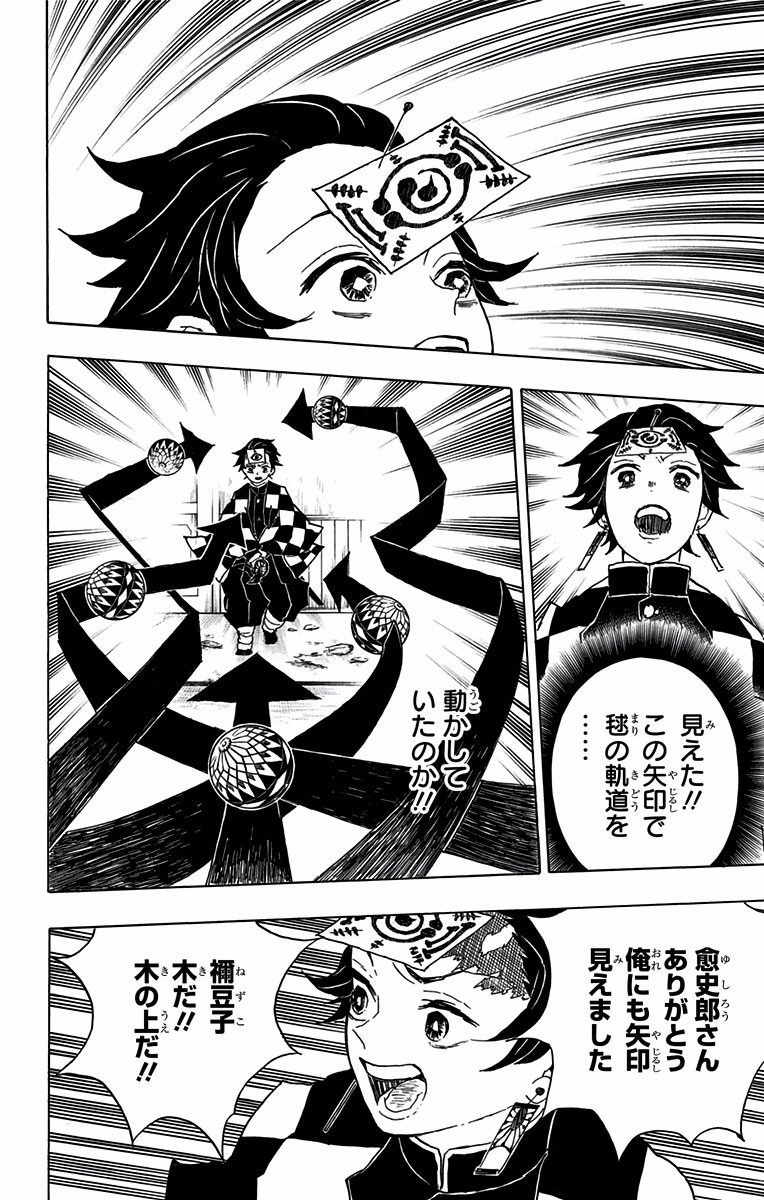 見えた!!
この矢印で
毬の軌道を
……
動かして
いたのか!!
愈史郎さん
ありがとう
俺にも矢印
見えました
禰豆子
木だ!!
木の上だ!!